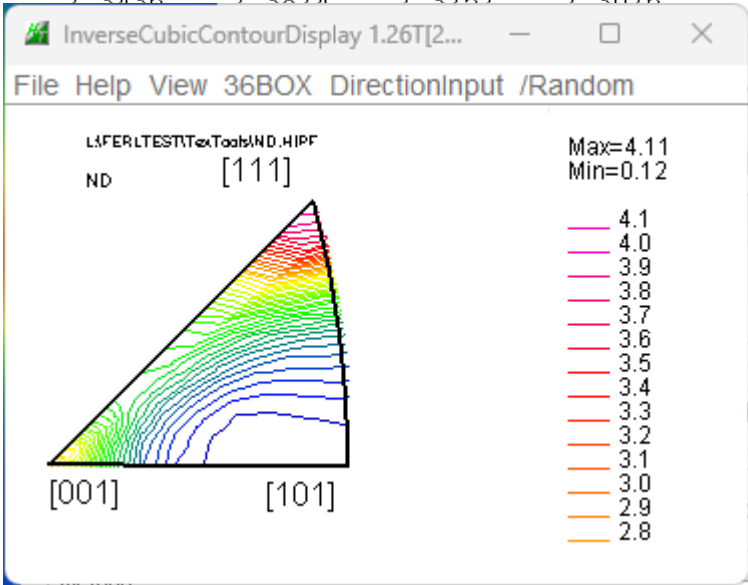 InverseCubicContourDisplay 1.26T[2...
File Help View 36BOX DirectionInput /Random
L:\FERLTEST\TexTools\ND.HIPF
ND
[111]
Max=4.11
Min=0.12
4.1
4.0
3.9
3.8
3.7
3.6
3.5
3.4
3.3
3.2
3.1
3.0
2.9
2.8
[001]
[101]